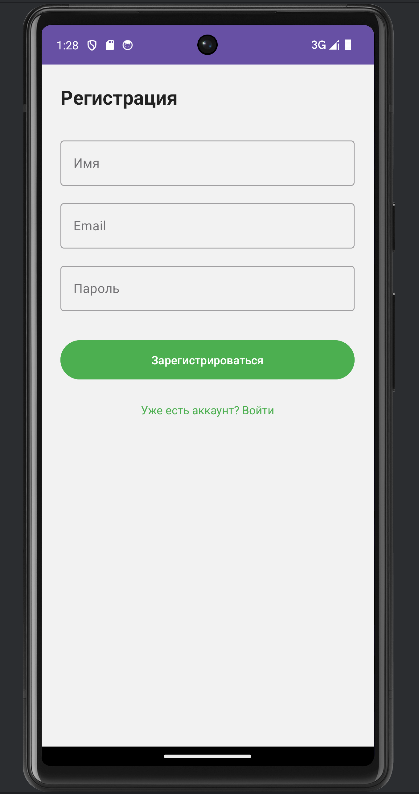 1:28
3G
Регистрация
Имя
Email
Пароль
Зарегистрироваться
Уже есть аккаунт? Войти